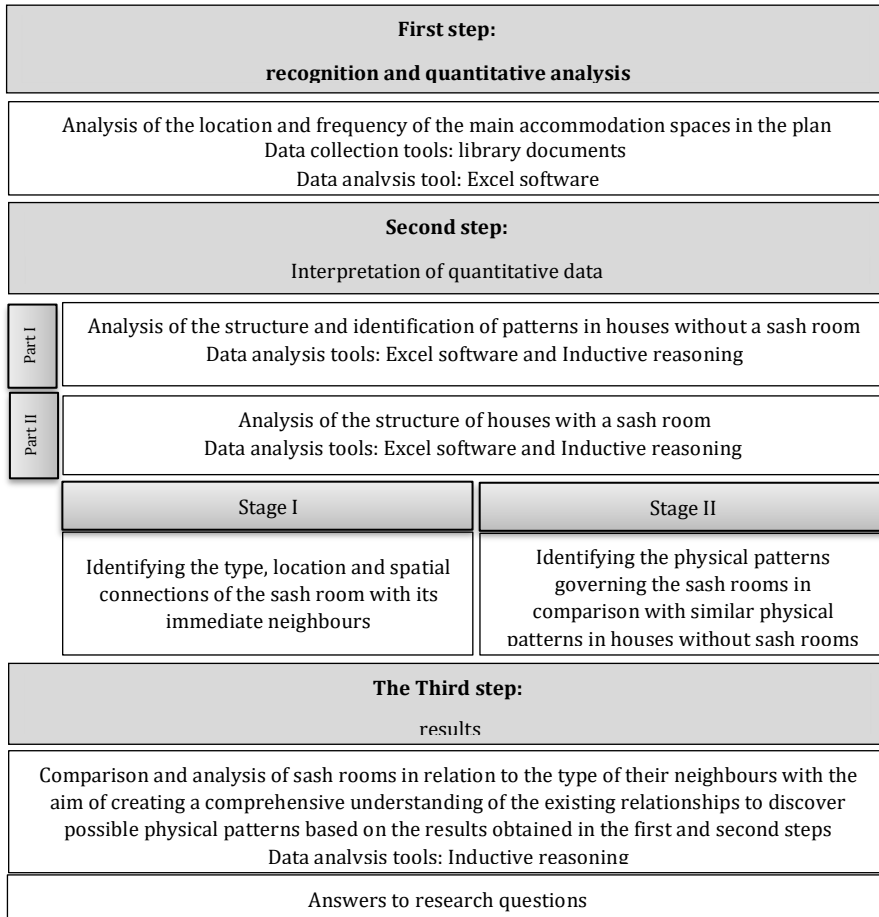 First step:
recognition and quantitative analysis
Analysis of the location and frequency of the main accommodation spaces in the plan
Data collection tools: library documents
Data analysis tool: Excel software
Second step:
Interpretation of quantitative data
Part I
Analysis of the structure and identification of patterns in houses without a sash room
Data analysis tools: Excel software and Inductive reasoning
Part II
Analysis of the structure of houses with a sash room
Data analysis tools: Excel software and Inductive reasoning
Stage I
Stage II
Identifying the type, location and spatial
connections of the sash room with its
immediate neighbours
Identifying the physical patterns
governing the sash rooms in
comparison with similar physical
patterns in houses without sash rooms
The Third step:
results
Comparison and analysis of sash rooms in relation to the type of their neighbours with the
aim of creating a comprehensive understanding of the existing relationships to discover
possible physical patterns based on the results obtained in the first and second steps
Data analysis tools: Inductive reasoning
Answers to research questions